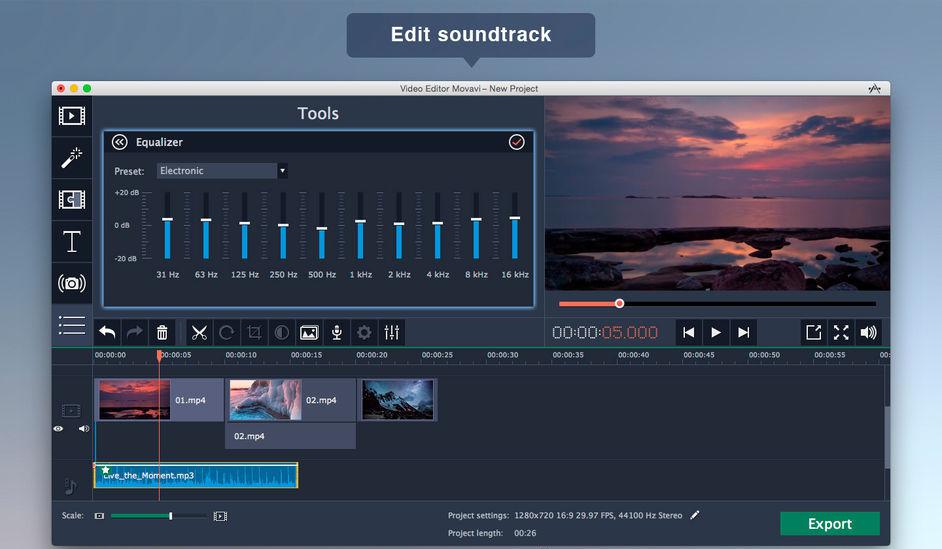 Edit soundtrack
Video Editor Movavi – New Project
Tools
Equalizer
Preset: Electronic
+20 dB
0 dB
-20 dB
31 Hz 63 Hz 125 Hz 250 Hz 500 Hz 1 kHz 2 kHz 4 kHz 8 kHz 16 kHz
T
00:00:05.000
00:00:00 00:00:05 00:00:10 00:00:15 00:00:20 00:00:25 00:00:30 00:00:35 00:00:40 00:00:45 00:00:50 00:00:55 00:
01.mp4 02.mp4
02.mp4
Live_the_Moment.mp3
Scale:
Project settings: 1280x720 16:9 29.97 FPS, 44100 Hz Stereo
Project length: 00:26
Export